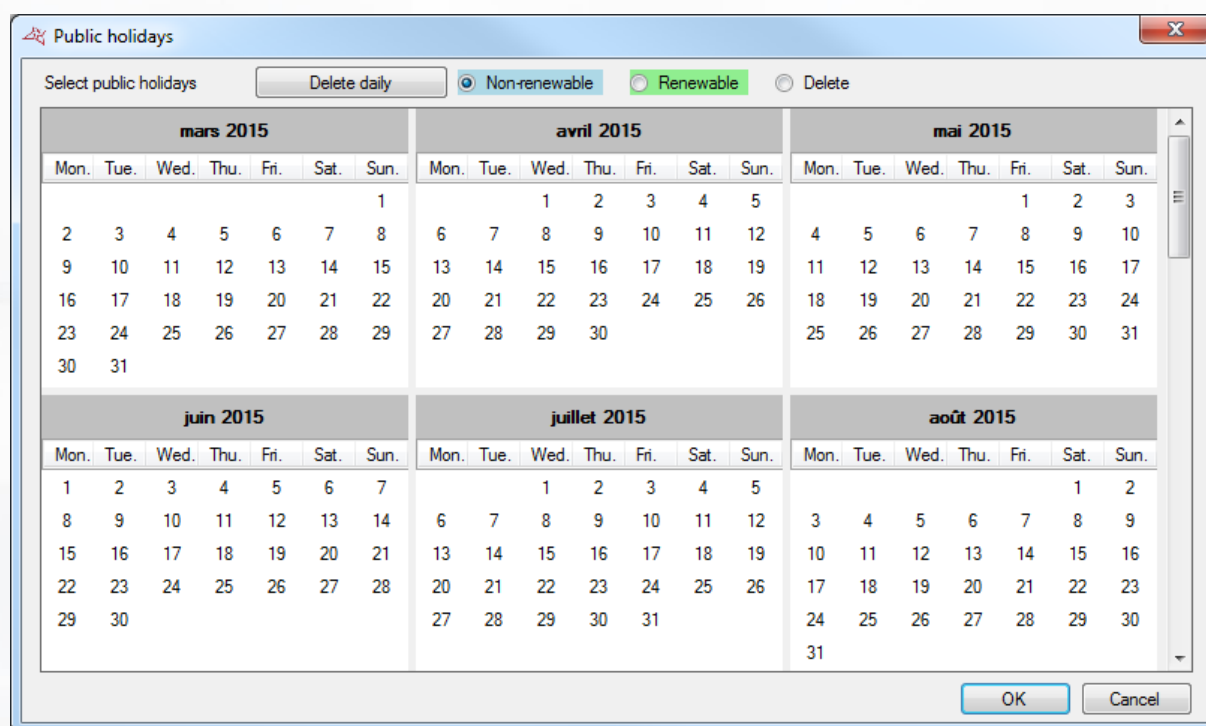 Public holidays
Select public holidays Delete daily Non-renewable Renewable Delete
mars 2015
Mon. Tue. Wed. Thu. Fri. Sat. Sun.
1
2 3 4 5 6 7 8
9 10 11 12 13 14 15
16 17 18 19 20 21 22
23 24 25 26 27 28 29
30 31
avril 2015
Mon. Tue. Wed. Thu. Fri. Sat. Sun.
1 2 3 4 5
6 7 8 9 10 11 12
13 14 15 16 17 18 19
20 21 22 23 24 25 26
27 28 29 30
mai 2015
Mon. Tue. Wed. Thu. Fri. Sat. Sun.
1 2 3
4 5 6 7 8 9 10
11 12 13 14 15 16 17
18 19 20 21 22 23 24
25 26 27 28 29 30 31
juin 2015
Mon. Tue. Wed. Thu. Fri. Sat. Sun.
1 2 3 4 5 6 7
8 9 10 11 12 13 14
15 16 17 18 19 20 21
22 23 24 25 26 27 28
29 30
juillet 2015
Mon. Tue. Wed. Thu. Fri. Sat. Sun.
1 2 3 4 5
6 7 8 9 10 11 12
13 14 15 16 17 18 19
20 21 22 23 24 25 26
27 28 29 30 31
août 2015
Mon. Tue. Wed. Thu. Fri. Sat. Sun.
1 2
3 4 5 6 7 8 9
10 11 12 13 14 15 16
17 18 19 20 21 22 23
24 25 26 27 28 29 30
31
OK Cancel